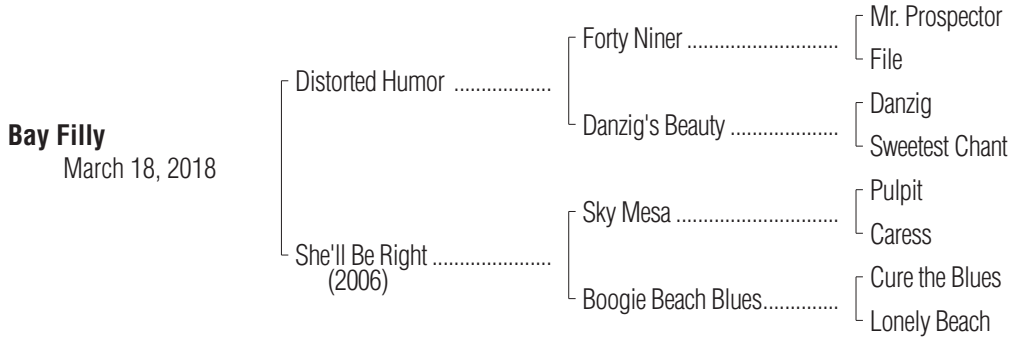 Mr. Prospector
Forty Niner ..............................
File
Distorted Humor ..................
Danzig
Danzig's Beauty .....................
Sweetest Chant
Bay Filly
March 18, 2018
Pulpit
Sky Mesa ................................
Caress
She'll Be Right ......................
(2006)
Cure the Blues
Boogie Beach Blues...............
Lonely Beach